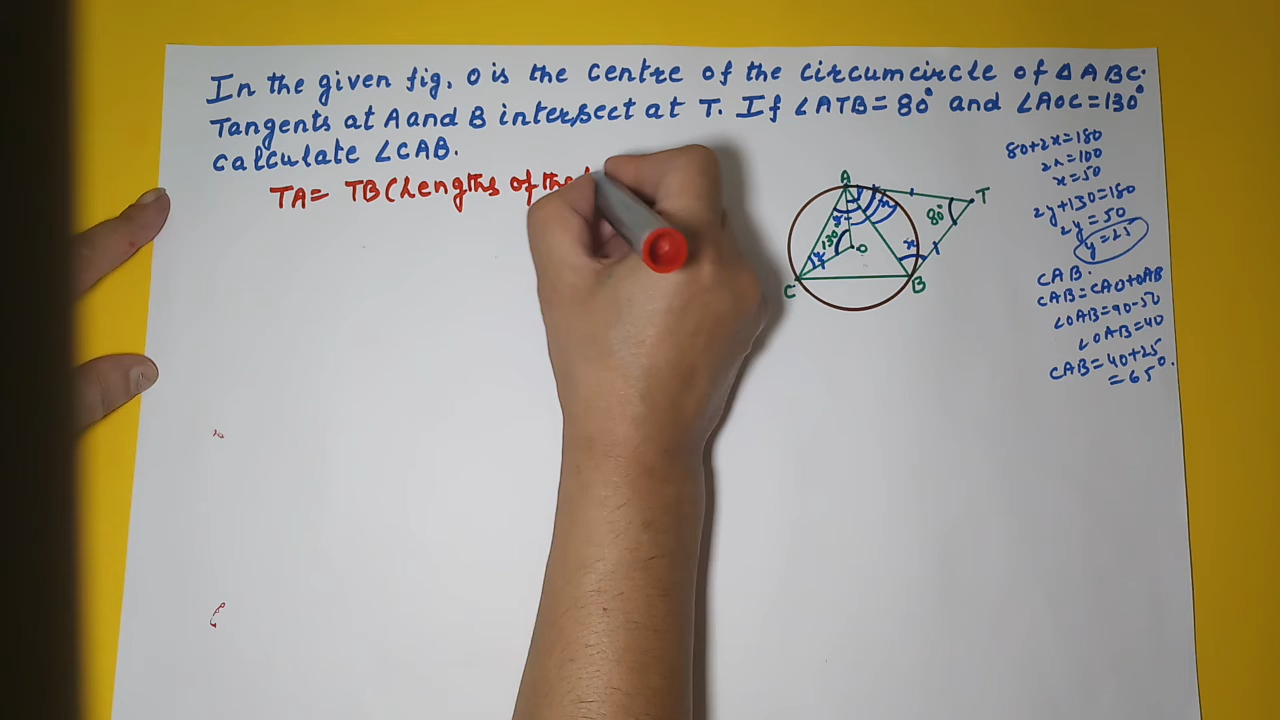 In the given fig, O is the centre of the circumcircle of ΔABC.
Tangents at A and B intersect at T. If ∠ATB = 80° and ∠AOC = 130°
calculate ∠CAB.
TA = TB (Lengths of the
A
T
80°
130
x
x
y
y
O
C
B
80+2x=180
2x=100
x=50
2y+130=180
2y=50
y=25
CAB.
CAB=CAO+OAB
∠OAB=90-50
∠OAB=40
CAB=40+25
=65°.